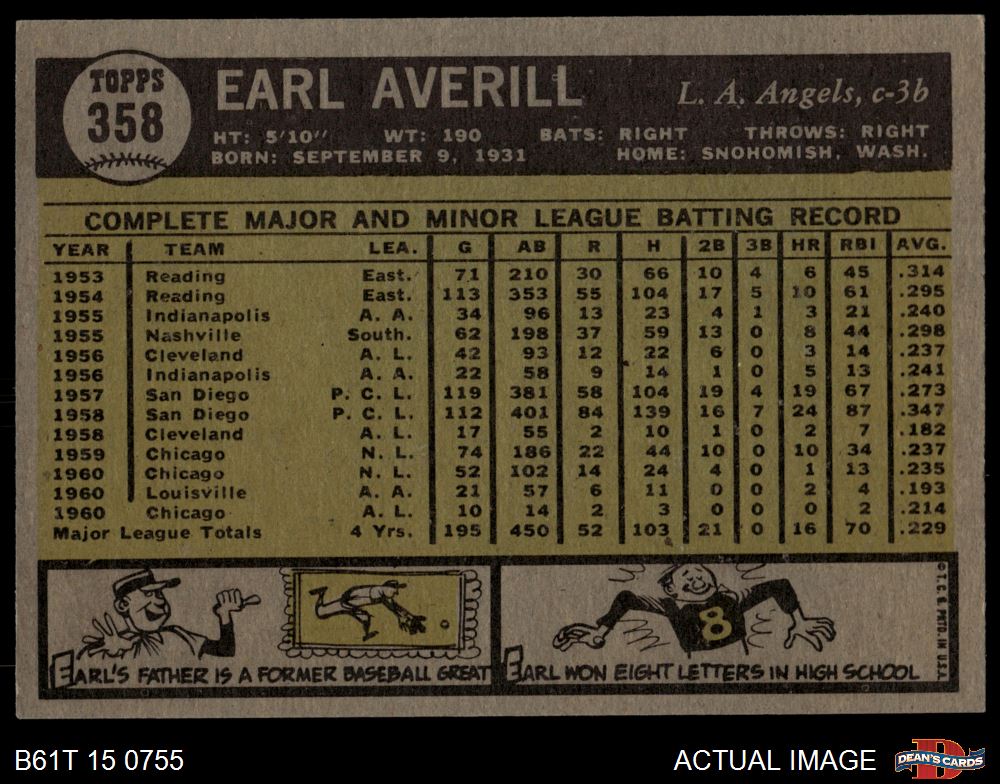 TOPPS
358
EARL AVERILL
L. A. Angels, c-3b
HT: 5'10" WT: 190 BATS: RIGHT THROWS: RIGHT
BORN: SEPTEMBER 9, 1931 HOME: SNOHOMISH, WASH.
COMPLETE MAJOR AND MINOR LEAGUE BATTING RECORD
YEAR TEAM LEA. G AB R H 2B 3B HR RBI AVG.
1953 Reading East. 71 210 30 66 10 4 6 45 .314
1954 Reading East. 113 353 55 104 17 5 10 61 .295
1955 Indianapolis A. A. 34 96 13 23 4 1 3 21 .240
1955 Nashville South. 62 198 37 59 13 0 8 44 .298
1956 Cleveland A. L. 42 93 12 22 6 0 3 14 .237
1956 Indianapolis A. A. 22 58 9 14 1 0 5 13 .241
1957 San Diego P. C. L. 119 381 58 104 19 4 19 67 .273
1958 San Diego P. C. L. 112 401 84 139 16 7 24 87 .347
1958 Cleveland A. L. 17 55 2 10 1 0 2 7 .182
1959 Chicago N. L. 74 186 22 44 10 0 10 34 .237
1960 Chicago N. L. 52 102 14 24 4 0 1 13 .235
1960 Louisville A. A. 21 57 6 11 0 0 2 4 .193
1960 Chicago A. L. 10 14 2 3 0 0 0 2 .214
Major League Totals 4 Yrs. 195 450 52 103 21 0 16 70 .229
8
EARL'S FATHER IS A FORMER BASEBALL GREAT
EARL WON EIGHT LETTERS IN HIGH SCHOOL
© T. C. G. PRTD. IN U.S.A.
B61T 15 0755
ACTUAL IMAGE
DEAN'S CARDS